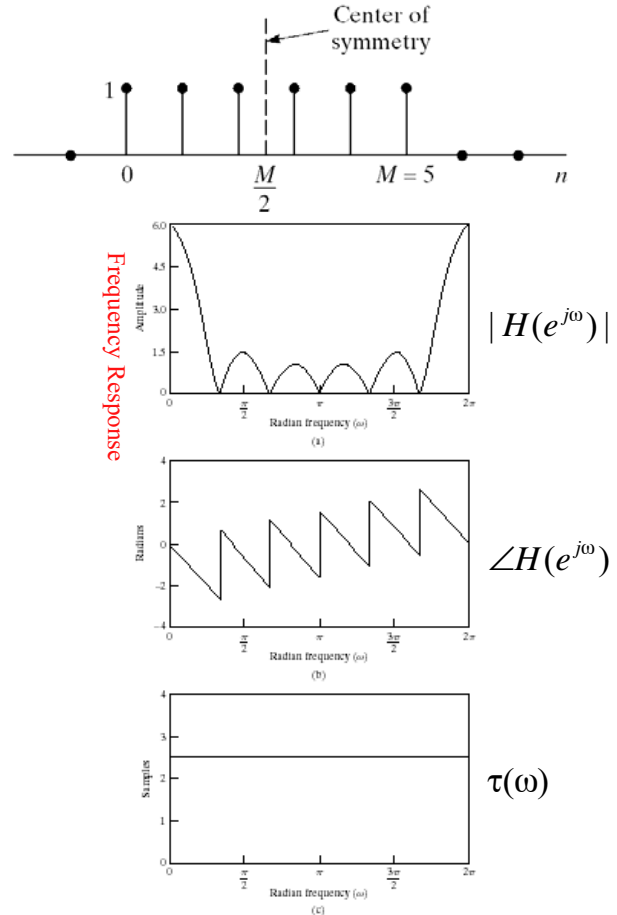 Center of
symmetry
1
0
M/2
M = 5
n
Frequency Response
6.0
4.5
3.0
1.5
0
Amplitude
0
π/2
π
3π/2
2π
Radian frequency (ω)
(a)
|H(e^{jω})|
4
2
0
−2
−4
Radians
0
π/2
π
3π/2
2π
Radian frequency (ω)
(b)
∠H(e^{jω})
4
3
2
1
0
Samples
0
π/2
π
3π/2
2π
Radian frequency (ω)
(c)
τ(ω)